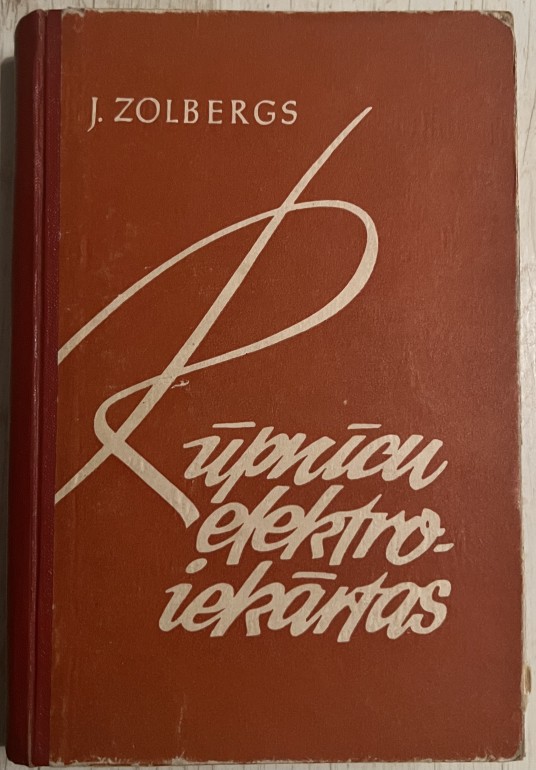 J. ZOLBERGS
Rūpnīcu
elektro-
iekārtas